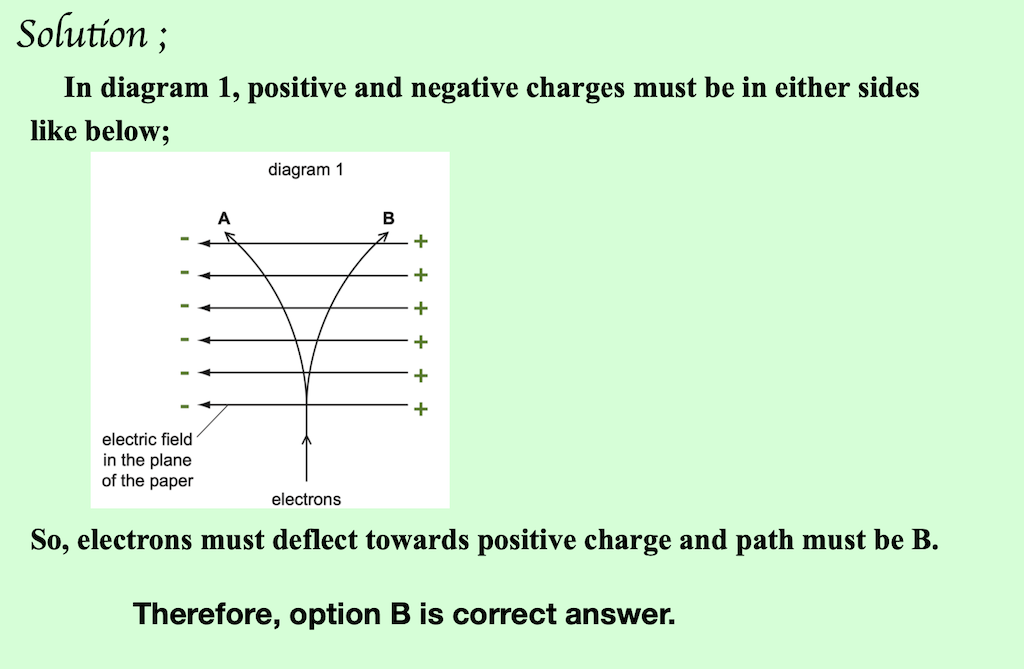 Solution ;
In diagram 1, positive and negative charges must be in either sides
like below;
diagram 1
A
B
- +
- +
- +
- +
- +
- +
electric field
in the plane
of the paper
electrons
So, electrons must deflect towards positive charge and path must be B.
Therefore, option B is correct answer.